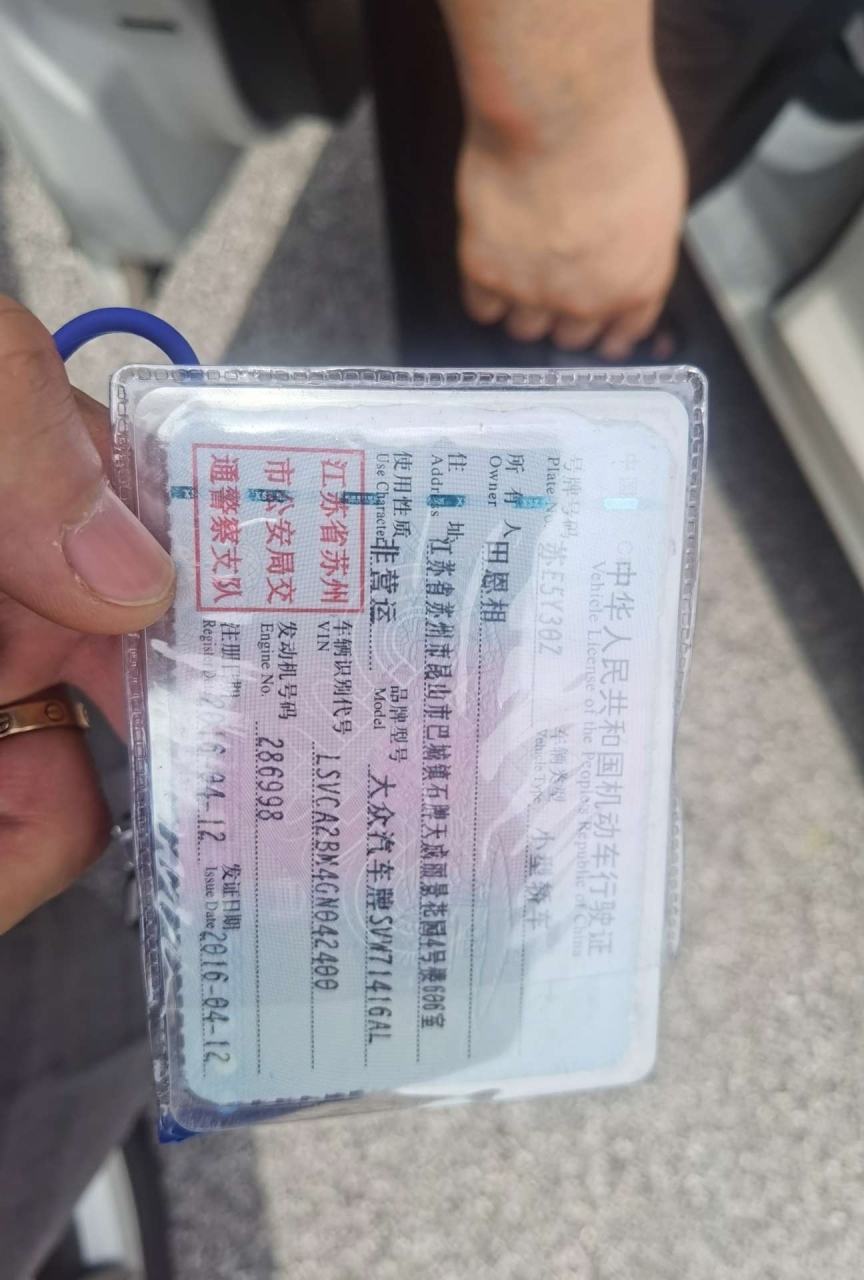 中华人民共和国机动车行驶证
Vehicle License of the People's Republic of China
号牌号码 苏E5Y30Z 车辆类型 小型轿车
Plate No. Vehicle Type
所有人 田恩相
Owner
住址 江苏省苏州市昆山市巴城镇石牌天成丽景花园4号楼606室
Address
使用性质 非营运 品牌型号 大众汽车牌SVW71416AL
Use Character Model
江苏省苏州
市公安局交
通警察支队
车辆识别代号 LSVCA2BM4GN042400
VIN
发动机号码 286998
Engine No.
注册日期 2016-04-12 发证日期 2016-04-12
Register Issue Date